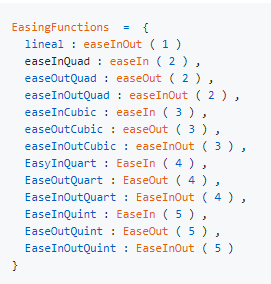 EasingFunctions = {
lineal : easeInOut ( 1 )
easeInQuad : easeIn ( 2 ) ,
easeOutQuad : easeOut ( 2 ) ,
easeInOutQuad : easeInOut ( 2 ) ,
easeInCubic : easeIn ( 3 ) ,
easeOutCubic : easeOut ( 3 ) ,
easeInOutCubic : easeInOut ( 3 ) ,
EasyInQuart : EaseIn ( 4 ) ,
EaseOutQuart : EaseOut ( 4 ) ,
EaseInOutQuart : EaseInOut ( 4 ) ,
EaseInQuint : EaseIn ( 5 ) ,
EaseOutQuint : EaseOut ( 5 ) ,
EaseInOutQuint : EaseInOut ( 5 )
}